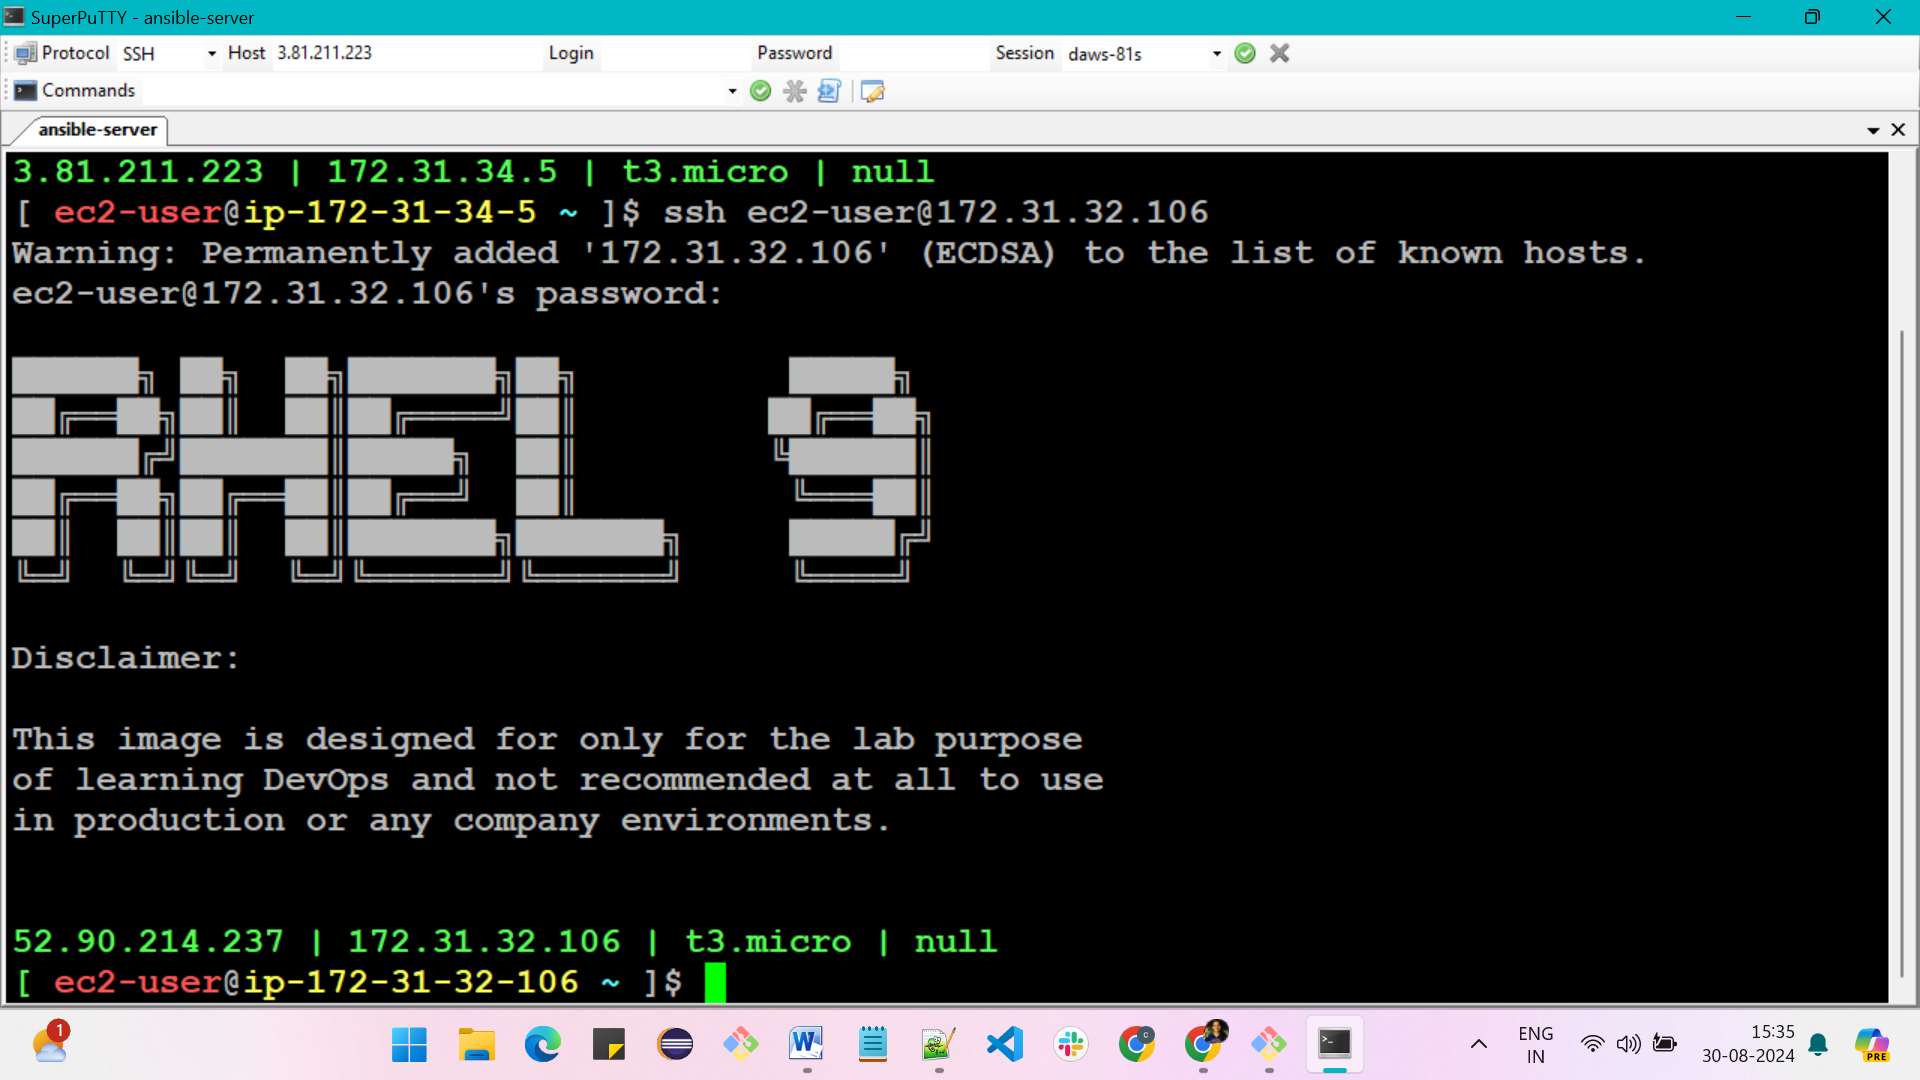 SuperPuTTY - ansible-server
Protocol SSH Host 3.81.211.223 Login Password Session daws-81s
Commands
ansible-server
3.81.211.223 | 172.31.34.5 | t3.micro | null
[ ec2-user@ip-172-31-34-5 ~ ]$ ssh ec2-user@172.31.32.106
Warning: Permanently added '172.31.32.106' (ECDSA) to the list of known hosts.
ec2-user@172.31.32.106's password:
RHEL 9
Disclaimer:
This image is designed for only for the lab purpose
of learning DevOps and not recommended at all to use
in production or any company environments.
52.90.214.237 | 172.31.32.106 | t3.micro | null
[ ec2-user@ip-172-31-32-106 ~ ]$
1
ENG
IN
15:35
30-08-2024
PRE